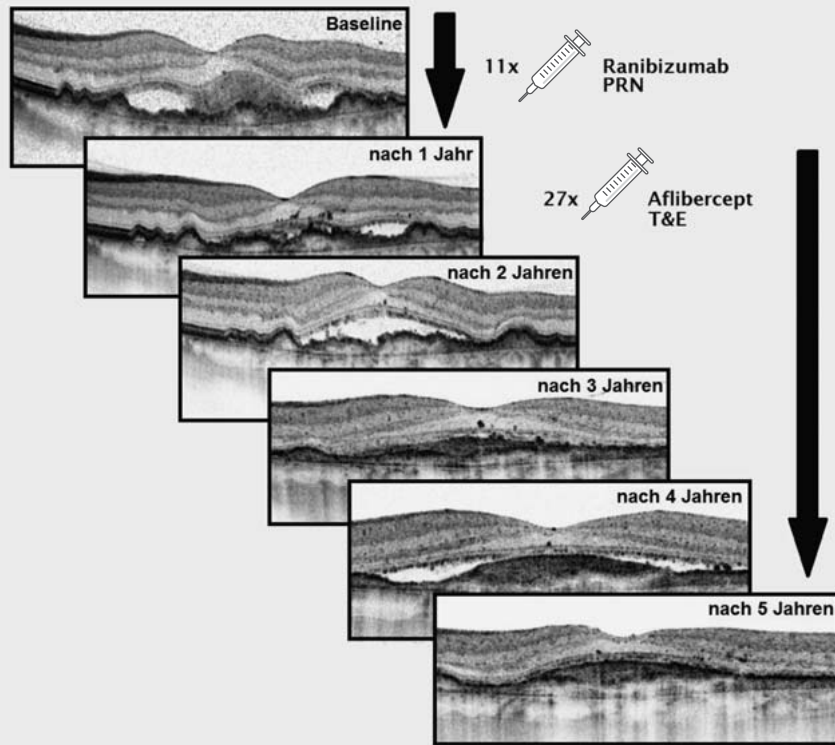 Baseline
11x
Ranibizumab
PRN
nach 1 Jahr
27x
Aflibercept
T&E
nach 2 Jahren
nach 3 Jahren
nach 4 Jahren
nach 5 Jahren